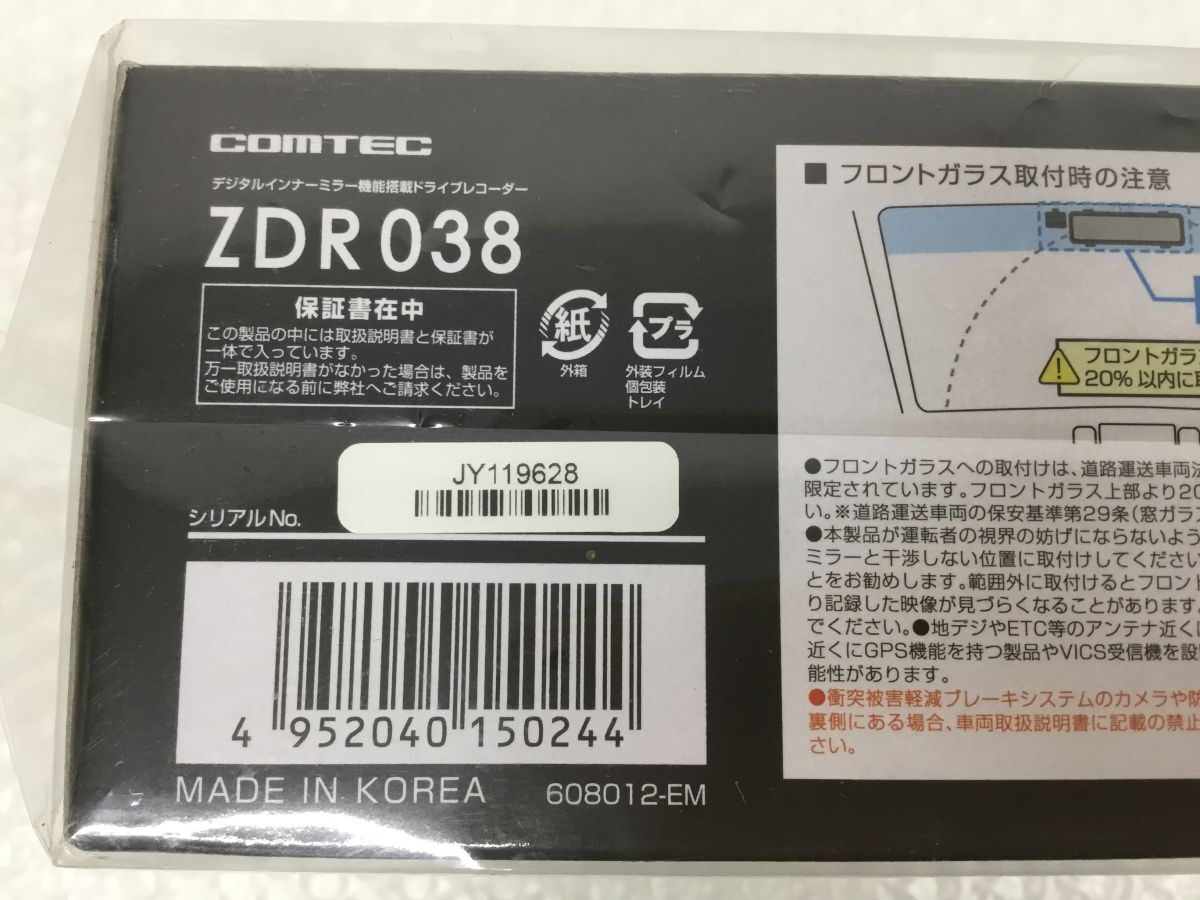 COMTEC
デジタルインナーミラー機能搭載ドライブレコーダー
ZDR 038
保証書在中
この製品の中には取扱説明書と保証書が
一体で入っています。
万一取扱説明書がなかった場合は、製品を
ご使用になる前に弊社へご請求ください。
紙
外箱
プラ
外装フィルム
個包装
トレイ
JY119628
シリアルNo.
4 952040 150244
MADE IN KOREA
608012-EM
■ フロントガラス取付時の注意
フロントガラス
20% 以内に取
●フロントガラスへの取付けは、道路運送車両法
限定されています。フロントガラス上部より20
い。※道路運送車両の保安基準第29条(窓ガラス
●本製品が運転者の視界の妨げにならないよう
ミラーと干渉しない位置に取付けしてください
とをお勧めします。範囲外に取付けるとフロント
り記録した映像が見づらくなることがあります。
でください。●地デジやETC等のアンテナ近くに
近くにGPS機能を持つ製品やVICS受信機を設置
能性があります。
●衝突被害軽減ブレーキシステムのカメラや防
裏側にある場合、車両取扱説明書に記載の禁止
さい。